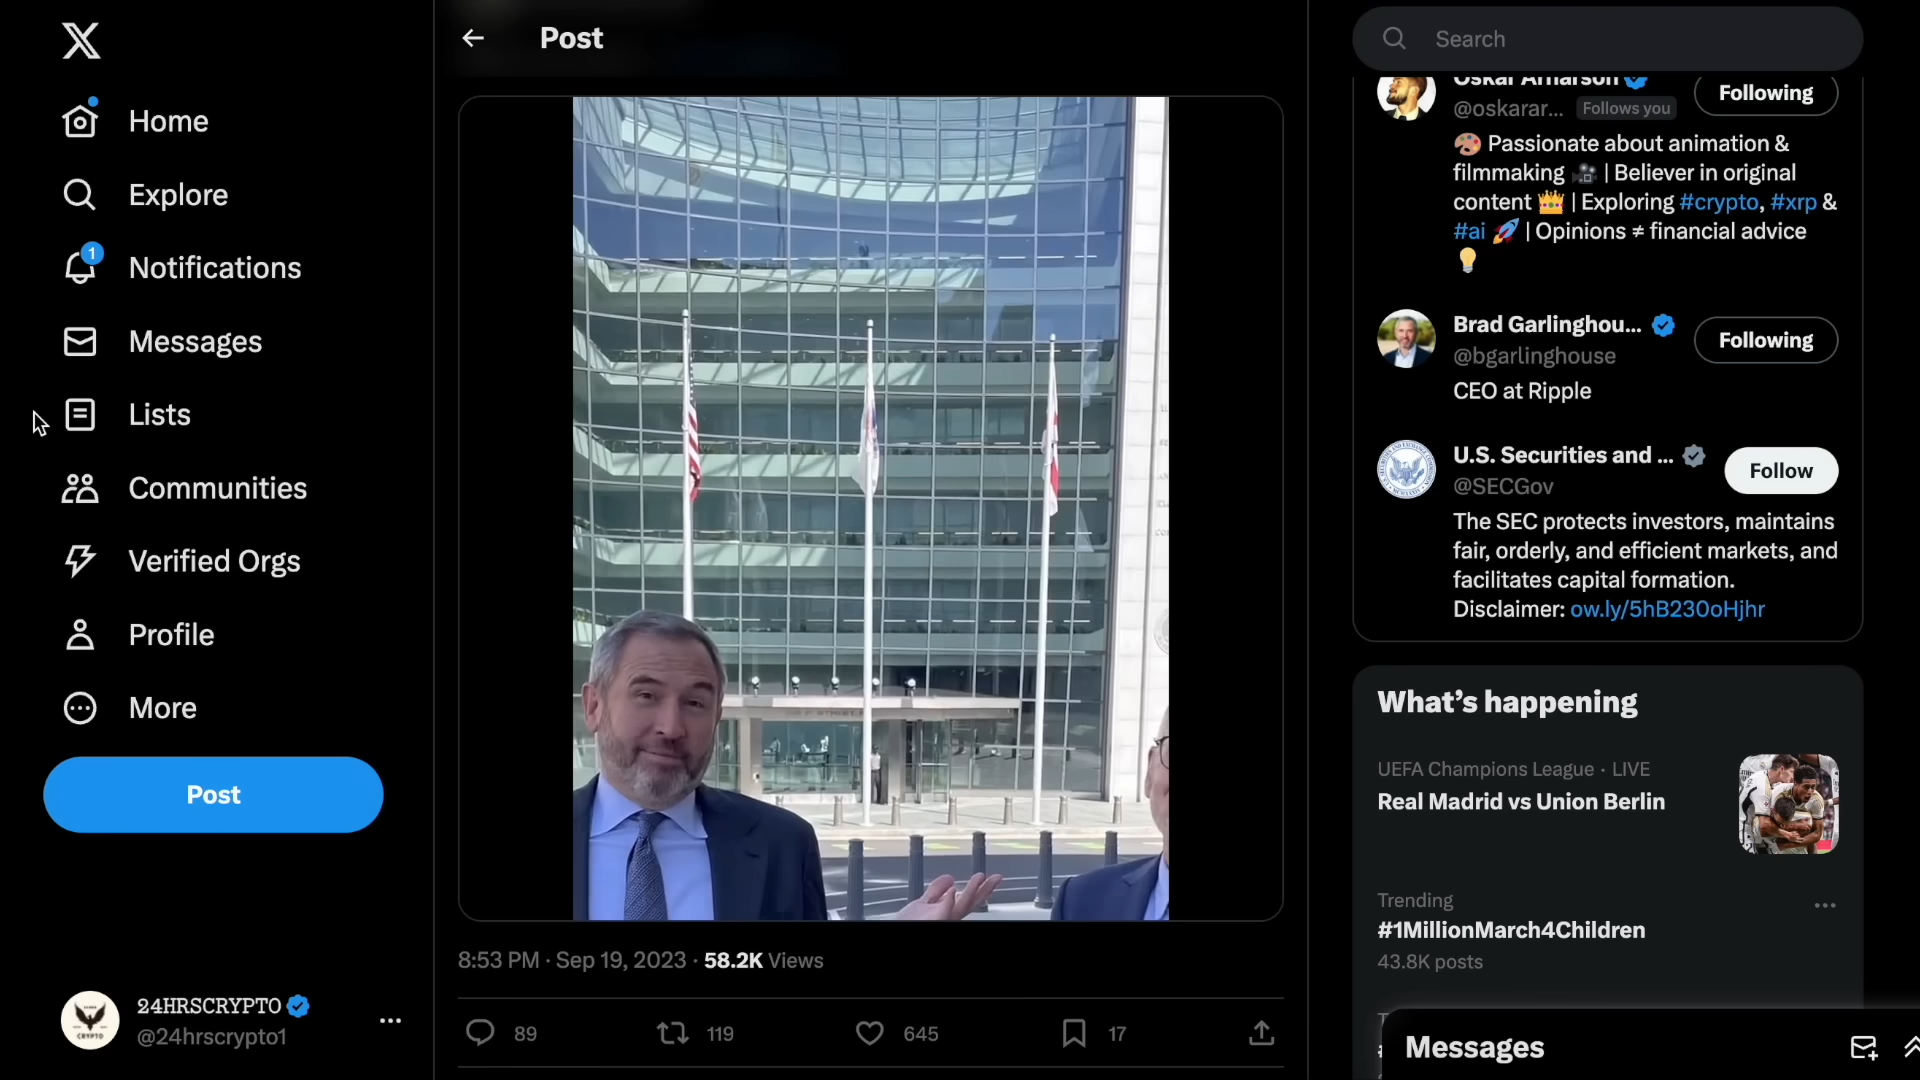 Home
Explore
1
Notifications
Messages
Lists
Communities
Verified Orgs
Profile
More
Post
24HRSCRYPTO
@24hrscrypto1
Post
8:53 PM · Sep 19, 2023 · 58.2K Views
89
119
645
17
Search
Oskar Arnarson
@oskarar...
Follows you
Following
🎨 Passionate about animation &
filmmaking 🎥 | Believer in original
content 👑 | Exploring #crypto, #xrp &
#ai 🚀 | Opinions ≠ financial advice
💡
Brad Garlinghou...
@bgarlinghouse
Following
CEO at Ripple
U.S. Securities and ...
@SECGov
Follow
The SEC protects investors, maintains
fair, orderly, and efficient markets, and
facilitates capital formation.
Disclaimer: ow.ly/5hB230oHjhr
What’s happening
UEFA Champions League · LIVE
Real Madrid vs Union Berlin
Trending
#1MillionMarch4Children
43.8K posts
Messages